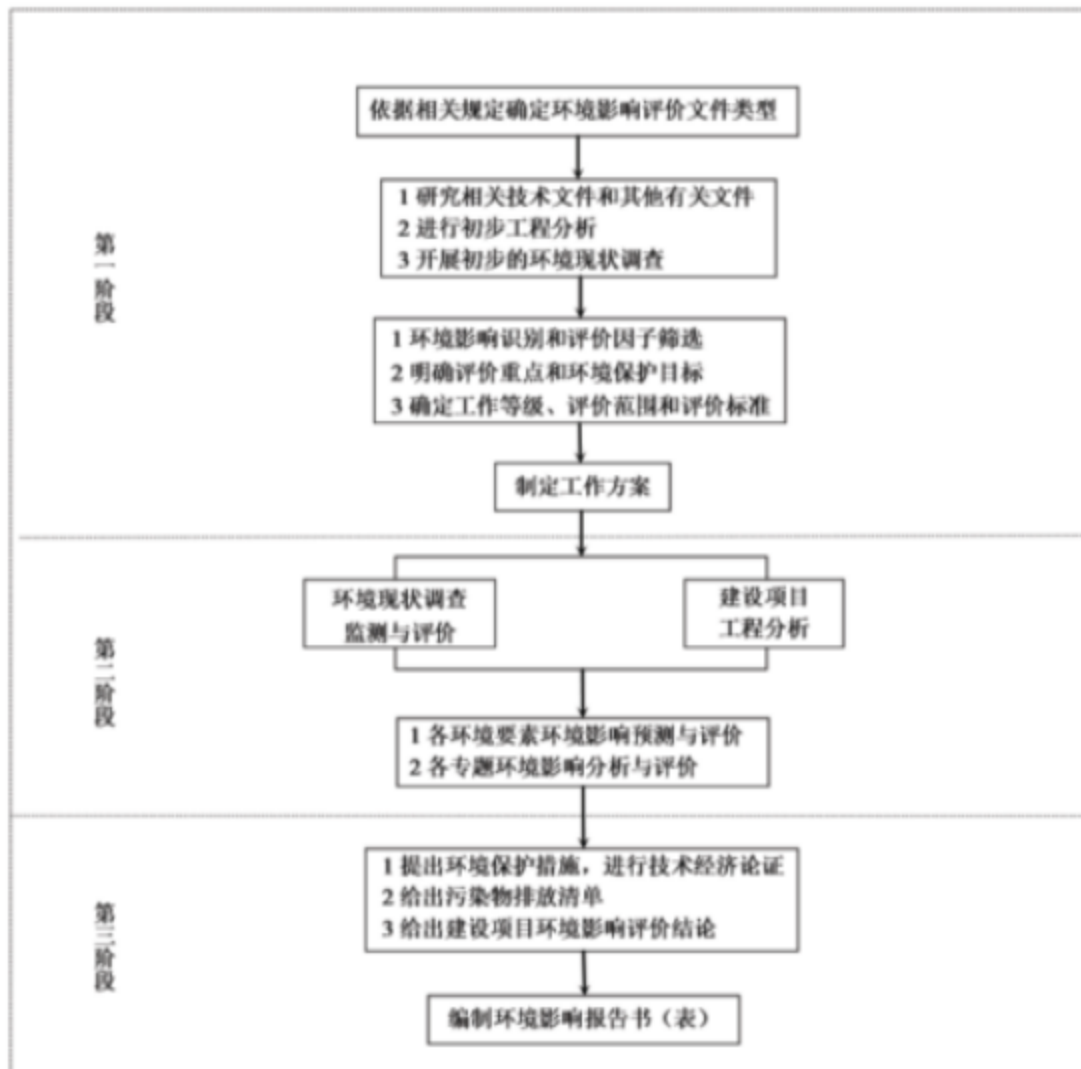 依据相关规定确定环境影响评价文件类型
1 研究相关技术文件和其他有关文件
2 进行初步工程分析
3 开展初步的环境现状调查
第一阶段
1 环境影响识别和评价因子筛选
2 明确评价重点和环境保护目标
3 确定工作等级、评价范围和评价标准
制定工作方案
环境现状调查
监测与评价
建设项目
工程分析
第二阶段
1 各环境要素环境影响预测与评价
2 各专题环境影响分析与评价
1 提出环境保护措施，进行技术经济论证
2 给出污染物排放清单
3 给出建设项目环境影响评价结论
第三阶段
编制环境影响报告书（表）